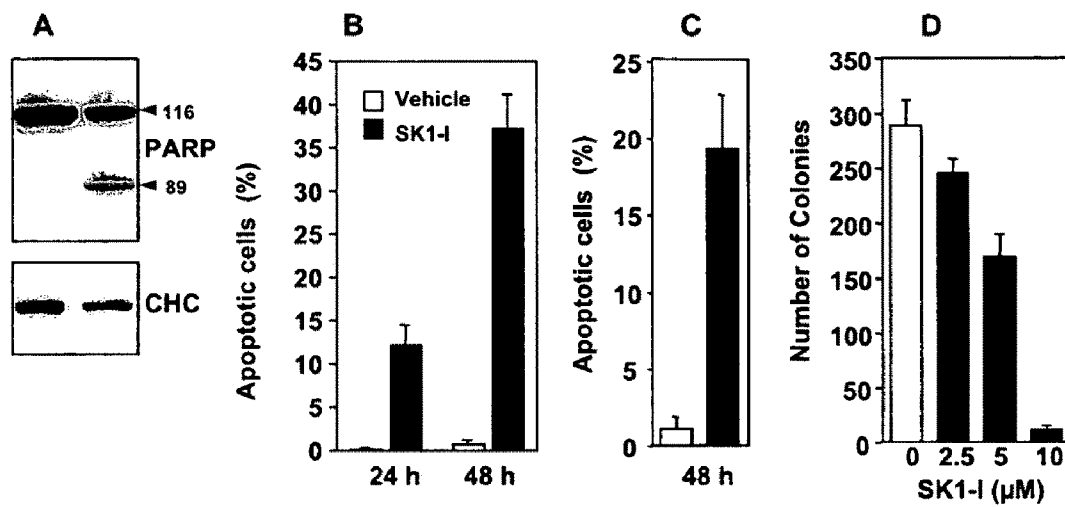 A
116
PARP
89
CHC
B
Apoptotic cells (%)
45
40
35
30
25
20
15
10
5
0
Vehicle
SK1-I
24 h
48 h
C
Apoptotic cells (%)
25
20
15
10
5
0
48 h
D
Number of Colonies
350
300
250
200
150
100
50
0
0 2.5 5 10
SK1-I (µM)